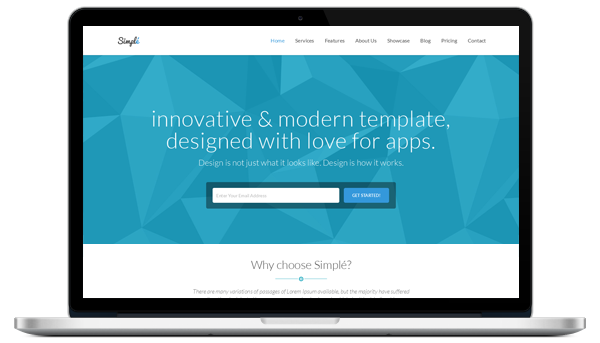 Simplé
Home Services Features About Us Showcase Blog Pricing Contact
innovative & modern template,
designed with love for apps.
Design is not just what it looks like. Design is how it works.
Enter Your Email Address
GET STARTED!
Why choose Simplé?
There are many variations of passages of Lorem Ipsum available, but the majority have suffered